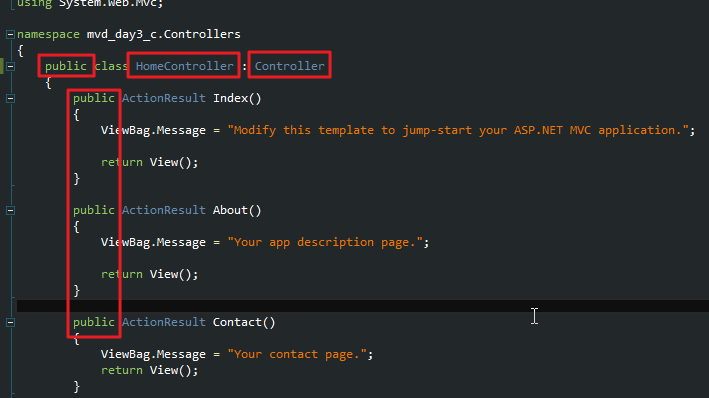 using System.Web.Mvc;
namespace mvd_day3_c.Controllers
{
public class HomeController : Controller
{
public ActionResult Index()
{
ViewBag.Message = "Modify this template to jump-start your ASP.NET MVC application.";
return View();
}
public ActionResult About()
{
ViewBag.Message = "Your app description page.";
return View();
}
public ActionResult Contact()
{
ViewBag.Message = "Your contact page.";
return View();
}